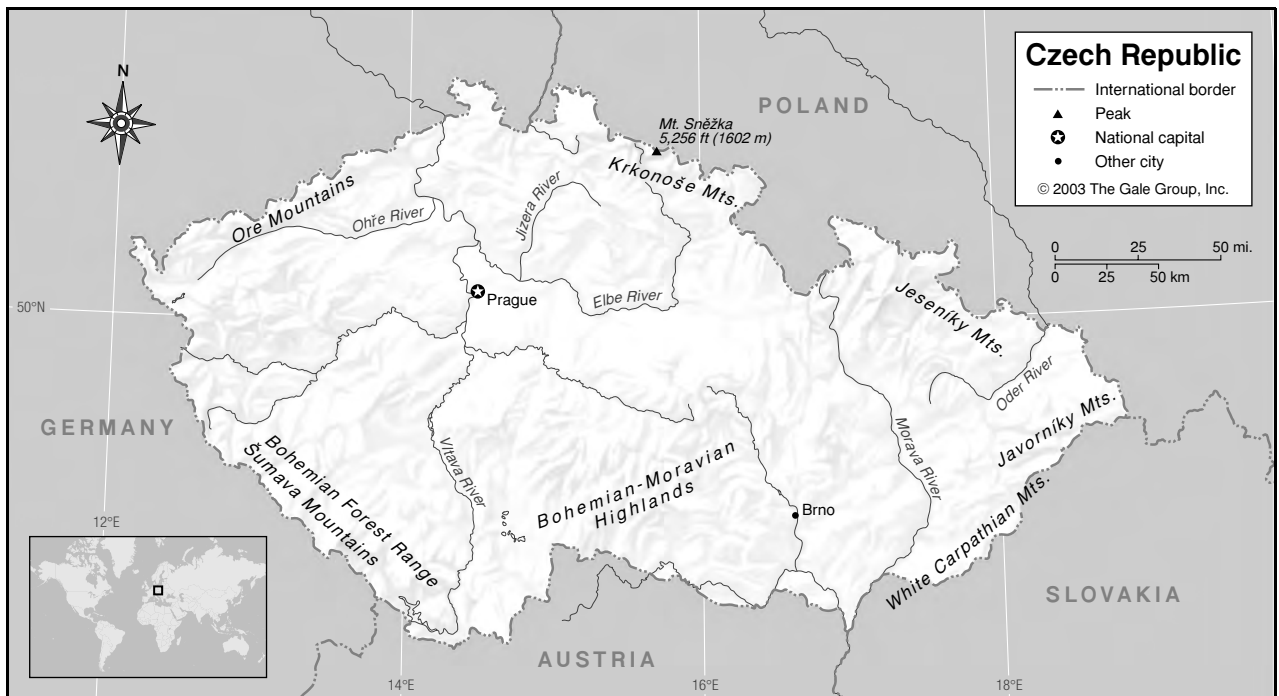 Czech Republic
International border
Peak
National capital
Other city
© 2003 The Gale Group, Inc.
0 25 50 mi.
0 25 50 km
N
POLAND
Mt. Sněžka
5,256 ft (1602 m)
Krkonoše Mts.
Ore Mountains
Ohře River
Jizera River
Elbe River
Prague
50°N
Jeseníky Mts.
Oder River
GERMANY
Javorníky Mts.
Morava River
Vltava River
Bohemian Forest Range
Šumava Mountains
Bohemian-Moravian
Highlands
Brno
White Carpathian Mts.
12°E
SLOVAKIA
AUSTRIA
14°E
16°E
18°E